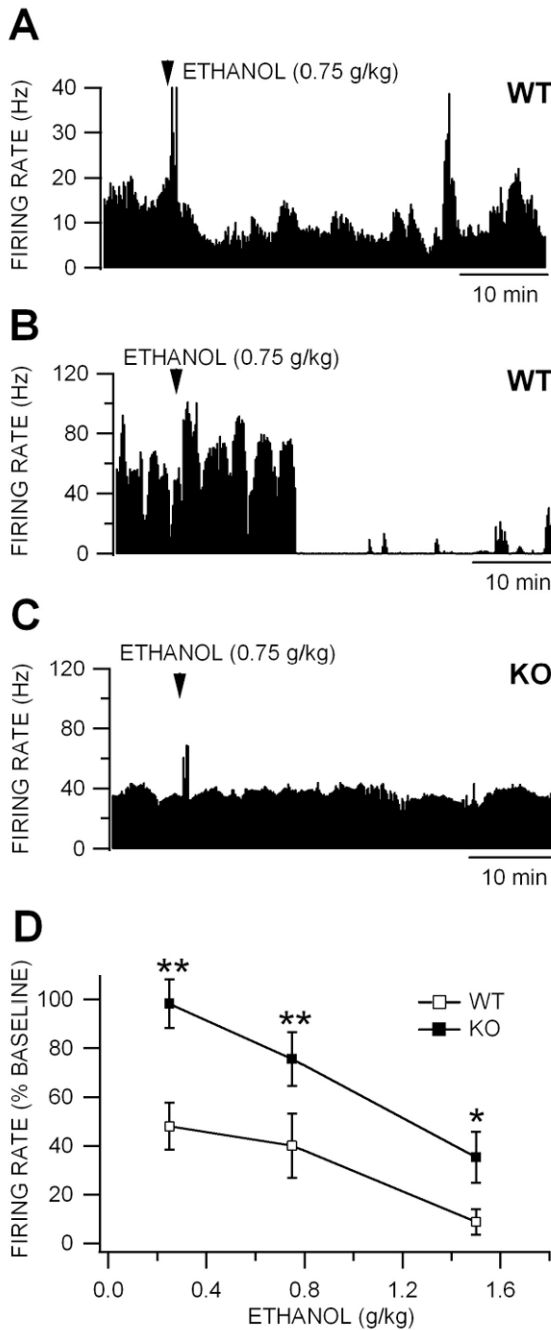 A
ETHANOL (0.75 g/kg)
WT
FIRING RATE (Hz)
40
30
20
10
0
10 min
B
ETHANOL (0.75 g/kg)
WT
FIRING RATE (Hz)
120
80
40
0
10 min
C
ETHANOL (0.75 g/kg)
KO
FIRING RATE (Hz)
120
80
40
0
10 min
D
FIRING RATE (% BASELINE)
100
80
60
40
20
0
**
**
*
WT
KO
0.0 0.4 0.8 1.2 1.6
ETHANOL (g/kg)